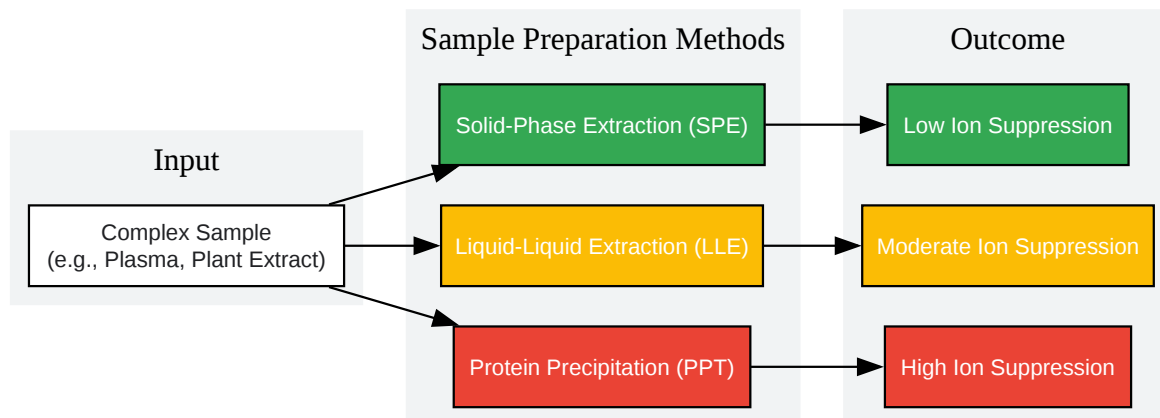 Input
Complex Sample
(e.g., Plasma, Plant Extract)
Sample Preparation Methods
Solid-Phase Extraction (SPE)
Liquid-Liquid Extraction (LLE)
Protein Precipitation (PPT)
Outcome
Low Ion Suppression
Moderate Ion Suppression
High Ion Suppression